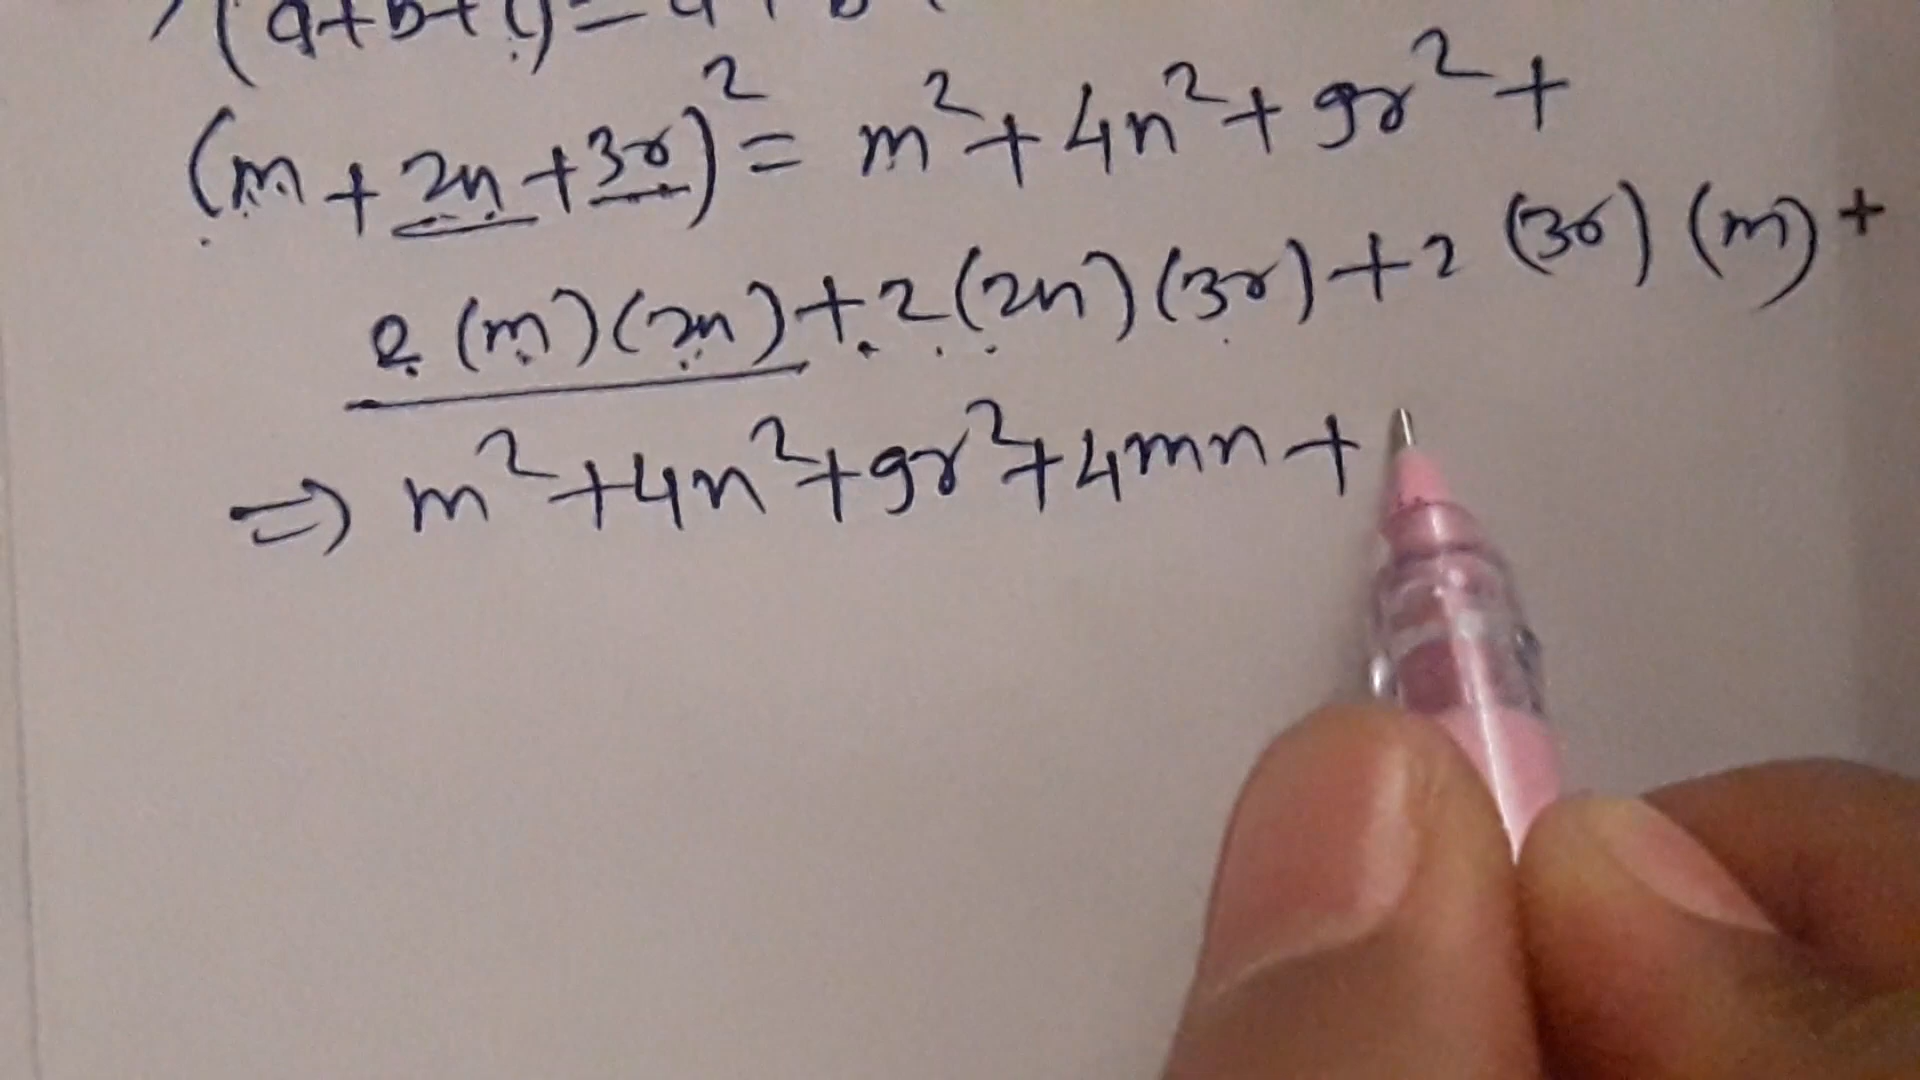 (a+b+c)=a+b
(m+2n+3r)²= m²+4n²+9r²+
2(m)(2n)+2(2n)(3r)+2(3r)(m)+
⇒ m²+4n²+9r²+4mn+